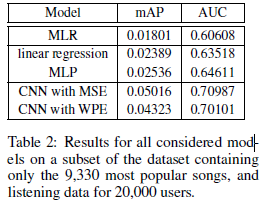 Model mAP AUC
MLR 0.01801 0.60608
linear regression 0.02389 0.63518
MLP 0.02536 0.64611
CNN with MSE 0.05016 0.70987
CNN with WPE 0.04323 0.70101
Table 2: Results for all considered mod-
els on a subset of the dataset containing
only the 9,330 most popular songs, and
listening data for 20,000 users.